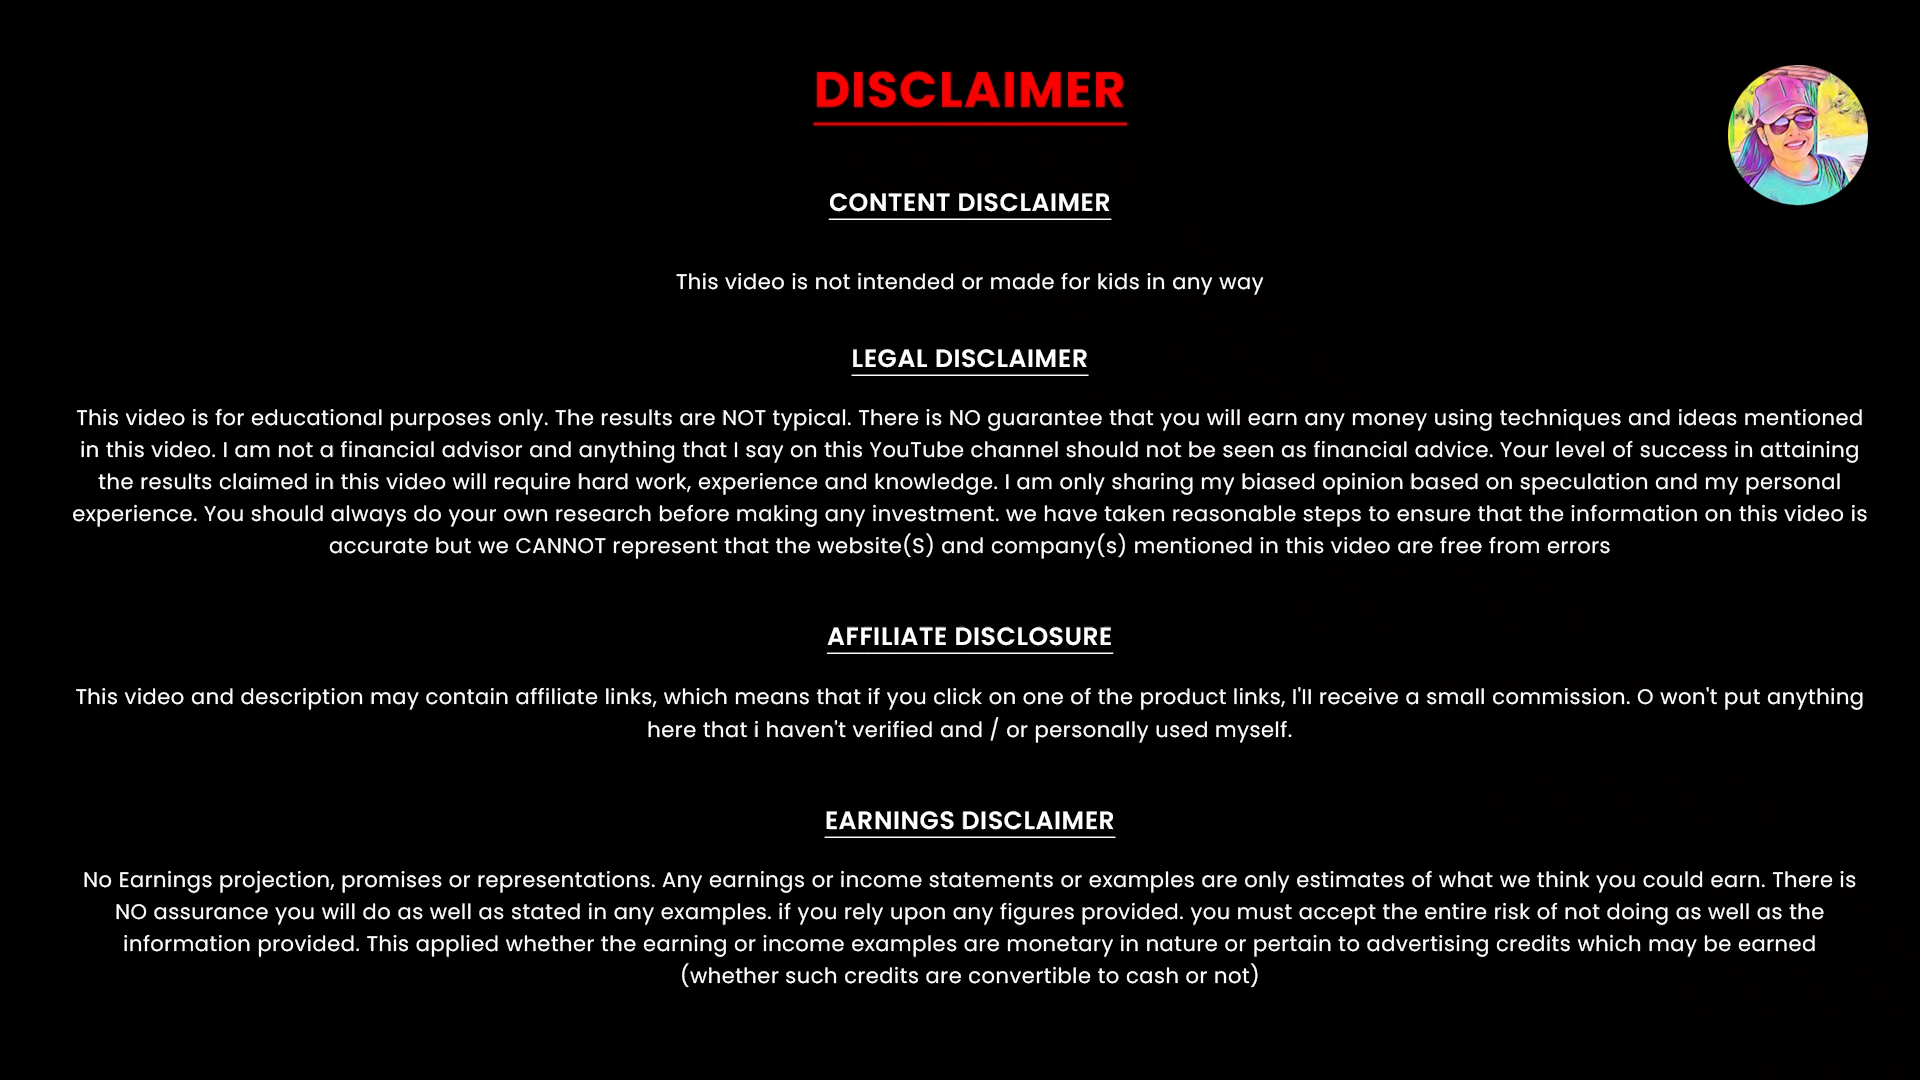 DISCLAIMER
CONTENT DISCLAIMER
This video is not intended or made for kids in any way
LEGAL DISCLAIMER
This video is for educational purposes only. The results are NOT typical. There is NO guarantee that you will earn any money using techniques and ideas mentioned
in this video. I am not a financial advisor and anything that I say on this YouTube channel should not be seen as financial advice. Your level of success in attaining
the results claimed in this video will require hard work, experience and knowledge. I am only sharing my biased opinion based on speculation and my personal
experience. You should always do your own research before making any investment. we have taken reasonable steps to ensure that the information on this video is
accurate but we CANNOT represent that the website(S) and company(s) mentioned in this video are free from errors
AFFILIATE DISCLOSURE
This video and description may contain affiliate links, which means that if you click on one of the product links, I'II receive a small commission. O won't put anything
here that i haven't verified and / or personally used myself.
EARNINGS DISCLAIMER
No Earnings projection, promises or representations. Any earnings or income statements or examples are only estimates of what we think you could earn. There is
NO assurance you will do as well as stated in any examples. if you rely upon any figures provided. you must accept the entire risk of not doing as well as the
information provided. This applied whether the earning or income examples are monetary in nature or pertain to advertising credits which may be earned
(whether such credits are convertible to cash or not)